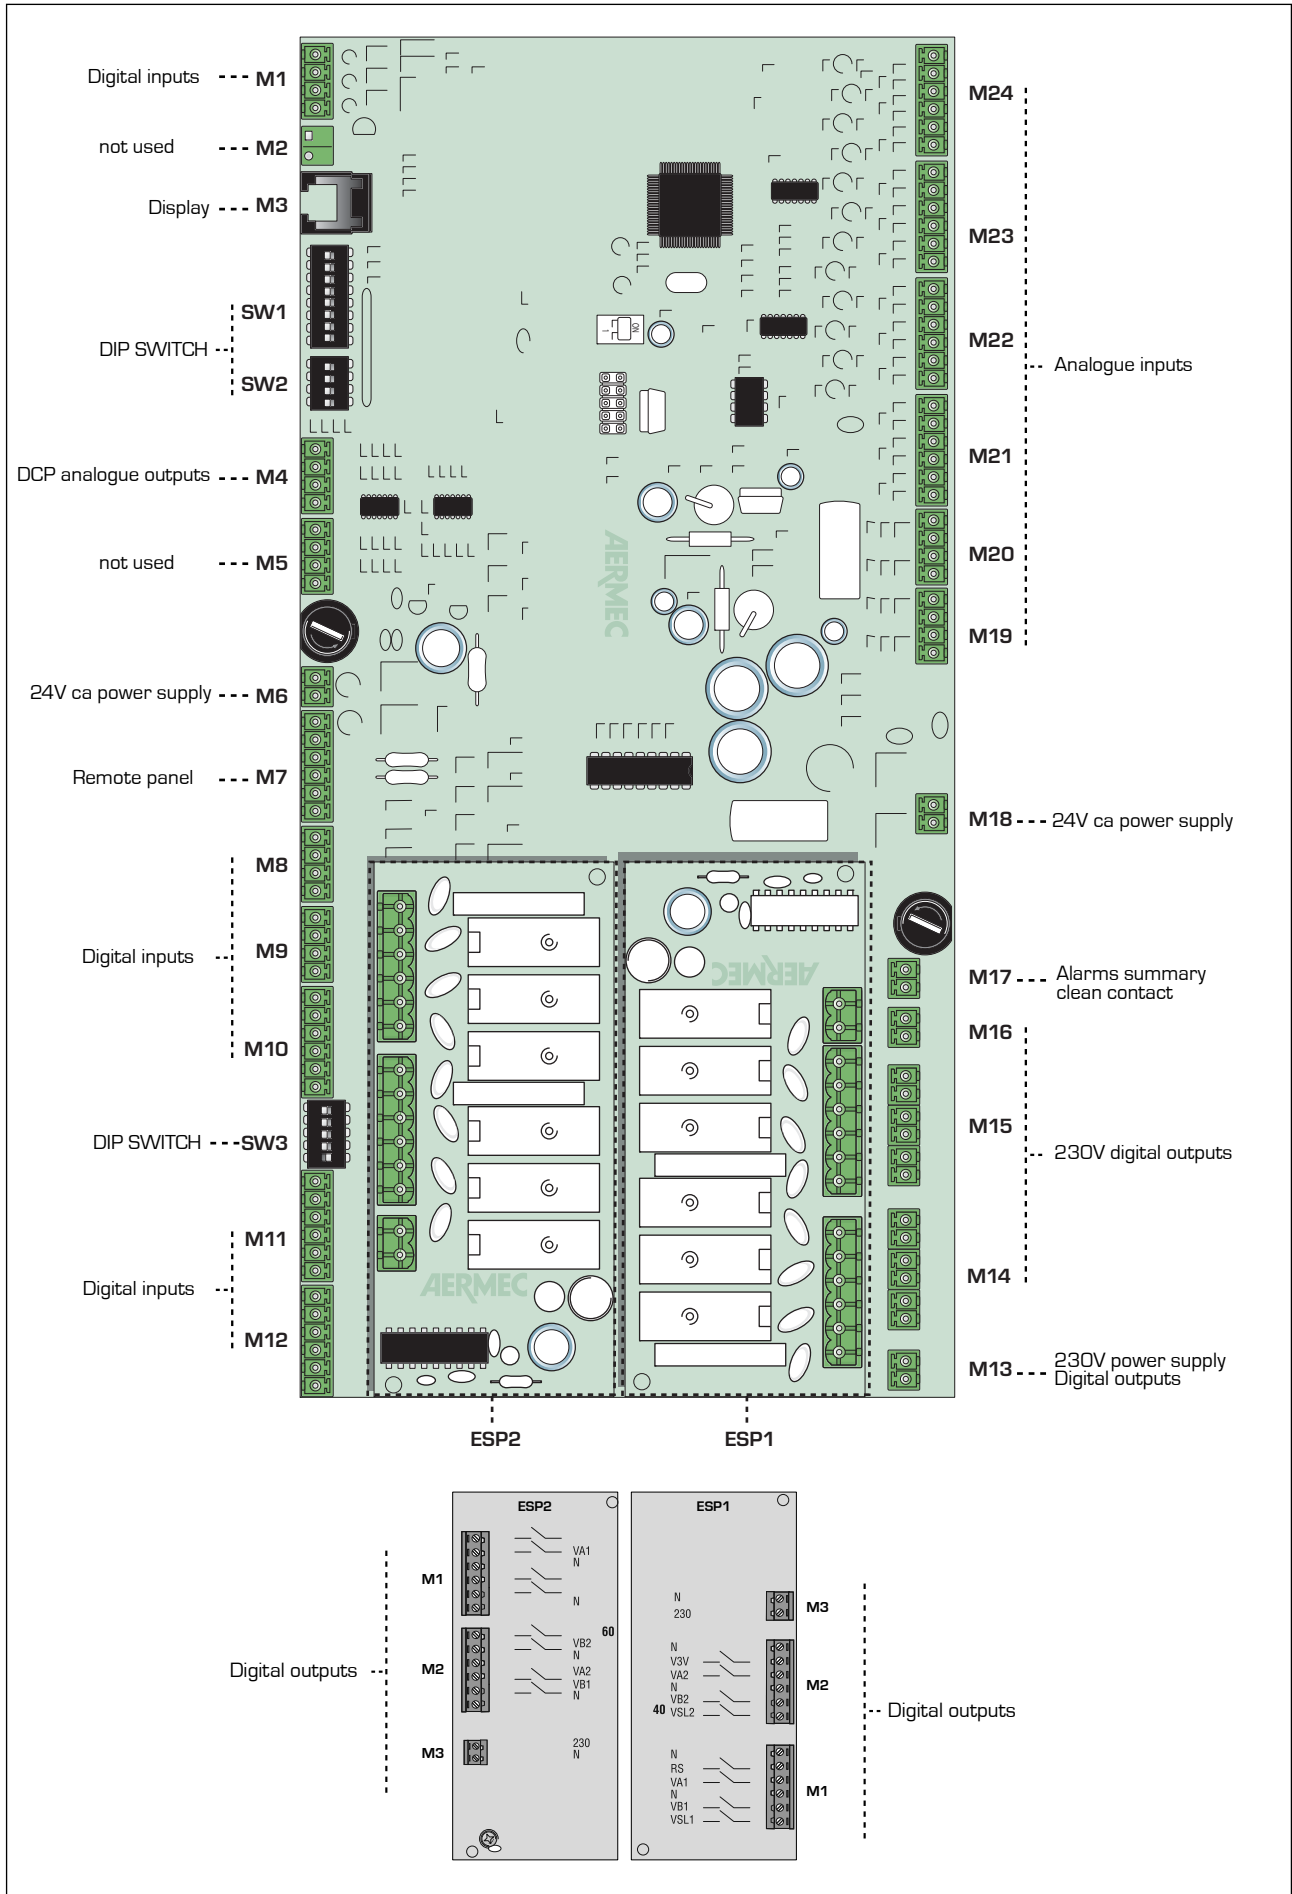 Digital inputs M1
not used M2
Display M3
SW1
DIP SWITCH
SW2
DCP analogue outputs M4
not used M5
24V ca power supply M6
Remote panel M7
M8
Digital inputs M9
M10
DIP SWITCH SW3
M11
Digital inputs
M12
ON
1
AERMEC
AERMEC
AERMEC
M24
M23
M22
Analogue inputs
M21
M20
M19
M18 24V ca power supply
M17 Alarms summary
clean contact
M16
M15
230V digital outputs
M14
M13 230V power supply
Digital outputs
ESP2
ESP1
ESP2
M1
VA1
N
N
60
M2
VB2
N
VA2
VB1
N
M3
230
N
Digital outputs
ESP1
N
230
M3
N
V3V
VA2
N
VB2
40 VSL2
M2
N
RS
VA1
N
VB1
VSL1
M1
Digital outputs